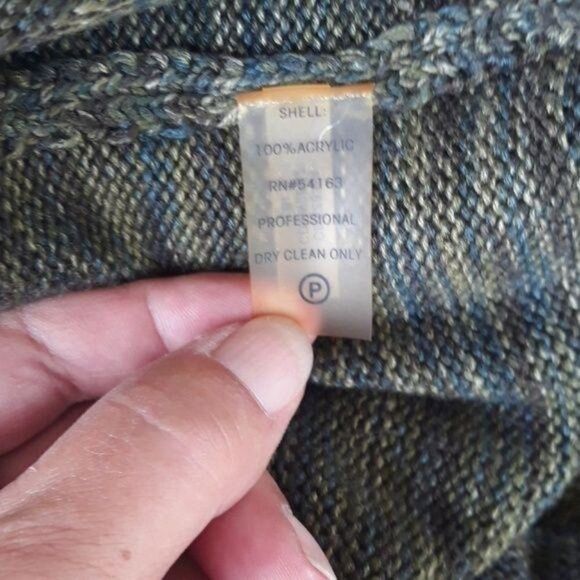 SHELL:
100%ACRYLIC
RN#54163
PROFESSIONAL
DRY CLEAN ONLY
P